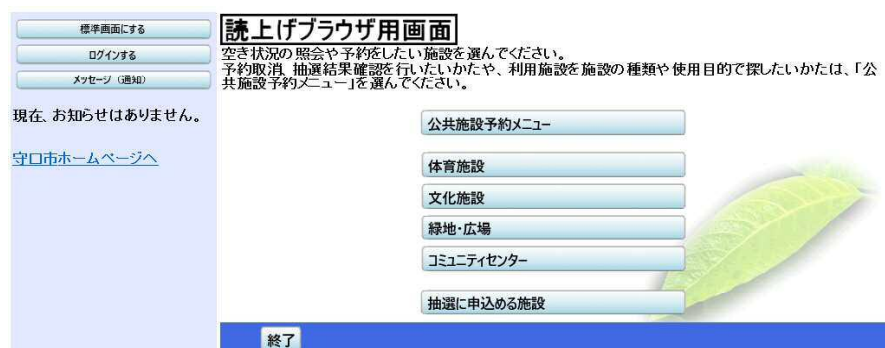 標準画面にする
ログインする
メッセージ（通知）
現在、お知らせはありません。
守口市ホームページへ
読上げブラウザ用画面
空き状況の照会や予約をしたい施設を選んでください。
予約取消、抽選結果確認を行いたいかたや、利用施設を施設の種類や使用目的で探したいかたは、「公
共施設予約メニュー」を選んでください。
公共施設予約メニュー
体育施設
文化施設
緑地・広場
コミュニティセンター
抽選に申込める施設
終了